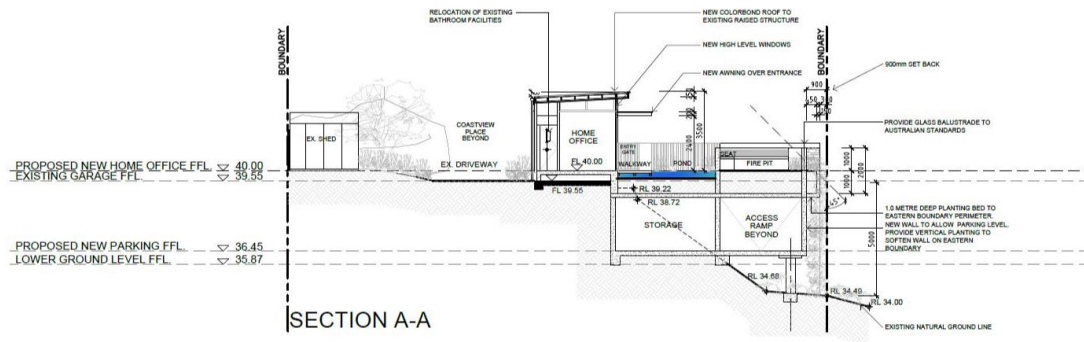 RELOCATION OF EXISTING
BATHROOM FACILITIES
NEW COLORBOND ROOF TO
EXISTING RAISED STRUCTURE
NEW HIGH LEVEL WINDOWS
NEW AWNING OVER ENTRANCE
BOUNDARY
BOUNDARY
900mm SET BACK
900
450
350
200
2400
3500
PROVIDE GLASS BALUSTRADE TO
AUSTRALIAN STANDARDS
EX. SHED
COASTVIEW
PLACE
BEYOND
HOME
OFFICE
ENTRY
GATE
WALKWAY
POND
SEAT
FIRE PIT
1000
2000
1000
EX. DRIVEWAY
FL 40.00
PROPOSED NEW HOME OFFICE FFL. 40.00
EXISTING GARAGE FFL. 39.55
FL 39.55
RL 39.22
RL 38.72
45°
STORAGE
ACCESS
RAMP
BEYOND
5000
1.0 METRE DEEP PLANTING BED TO
EASTERN BOUNDARY PERIMETER.
NEW WALL TO ALLOW PARKING LEVEL.
PROVIDE VERTICAL PLANTING TO
SOFTEN WALL ON EASTERN
BOUNDARY
PROPOSED NEW PARKING FFL. 36.45
LOWER GROUND LEVEL FFL. 35.87
RL 34.68
RL 34.49
RL 34.00
EXISTING NATURAL GROUND LINE
SECTION A-A